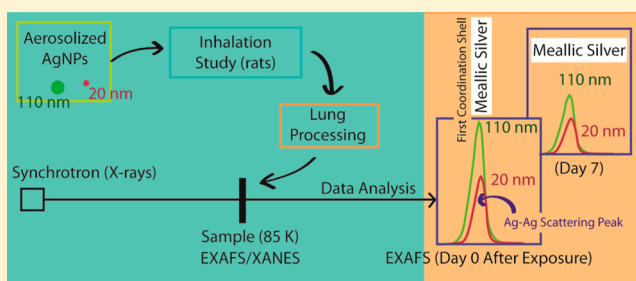 Aerosolized
AgNPs
110 nm
20 nm
Inhalation
Study (rats)
Lung
Processing
Synchrotron (X-rays)
Data Analysis
Sample (85 K)
EXAFS/XANES
First Coordination Shell
Meallic Silver
110 nm
20 nm
Ag-Ag Scattering Peak
EXAFS (Day 0 After Exposure)
Meallic Silver
110 nm
20 nm
(Day 7)